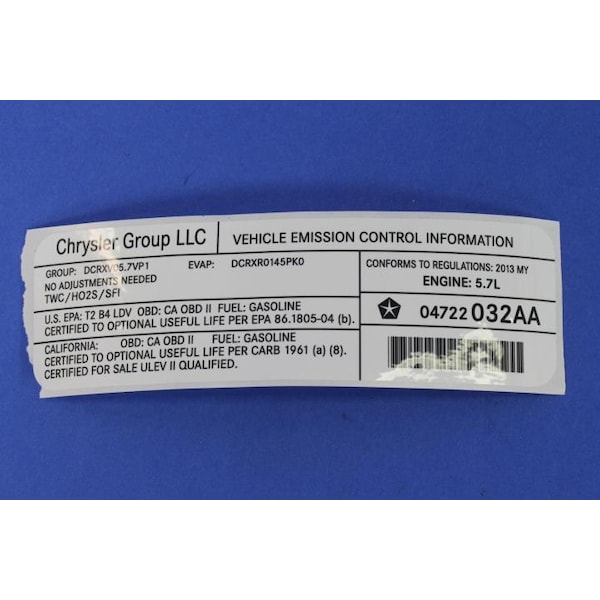 Chrysler Group LLC
VEHICLE EMISSION CONTROL INFORMATION
GROUP: DCRXV05.7VP1 EVAP: DCRXR0145PK0
NO ADJUSTMENTS NEEDED
TWC/HO2S/SFI
U.S. EPA: T2 B4 LDV OBD: CA OBD II FUEL: GASOLINE
CERTIFIED TO OPTIONAL USEFUL LIFE PER EPA 86.1805-04 (b).
CALIFORNIA: OBD: CA OBD II FUEL: GASOLINE
CERTIFIED TO OPTIONAL USEFUL LIFE PER CARB 1961 (a) (8).
CERTIFIED FOR SALE ULEV II QUALIFIED.
CONFORMS TO REGULATIONS: 2013 MY
ENGINE: 5.7L
04722 032AA